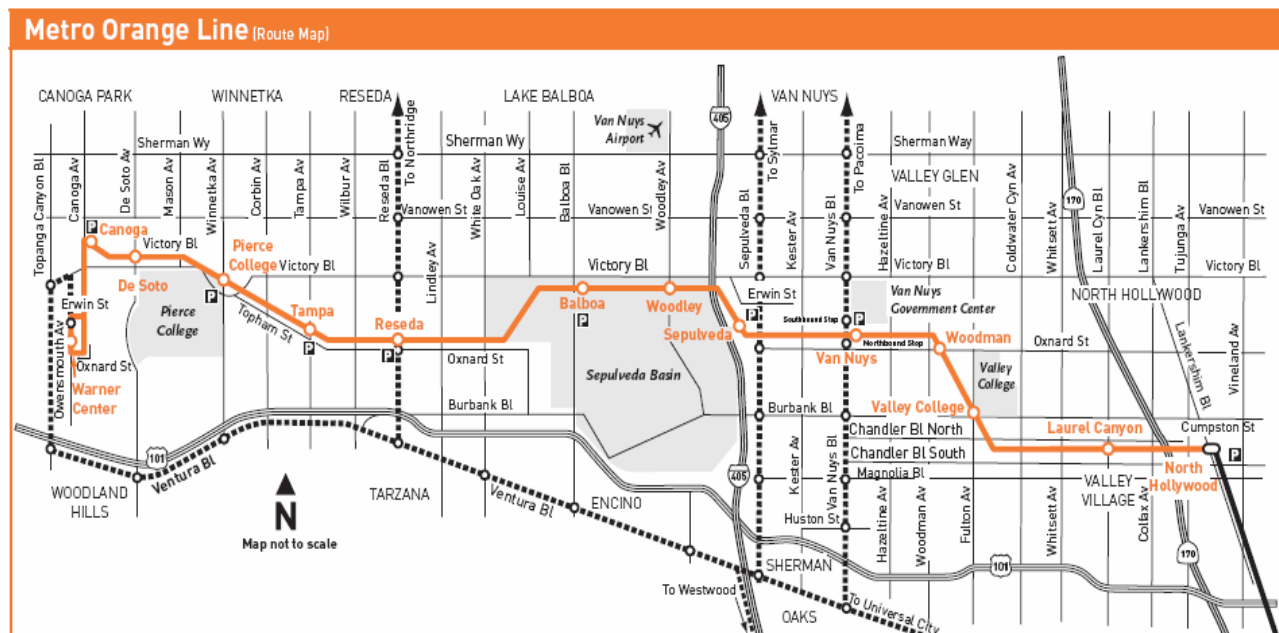 Metro Orange Line (Route Map)
CANOGA PARK
WINNETKA
RESEDA
LAKE BALBOA
VAN NUYS
Van Nuys
Airport
405
To Northridge
To Sylmar
To Pacoima
Sherman Wy
Sherman Wy
Sherman Way
VALLEY GLEN
170
Topanga Canyon Bl
Canoga Av
De Soto Av
Mason Av
Winnetka Av
Corbin Av
Tampa Av
Wilbur Av
Reseda Bl
Lindley Av
White Oak Av
Louise Av
Balboa Bl
Woodley Av
Sepulveda Bl
Kester Av
Van Nuys Bl
Hazeltine Av
Coldwater Cyn Av
Whitsett Av
Laurel Cyn Bl
Lankershim Bl
Tujunga Av
Vanowen St
Vanowen St
Vanowen St
Vanowen St
P
Canoga
Victory Bl
De Soto
Pierce
College
Victory Bl
Victory Bl
Victory Bl
Victory Bl
P
Pierce
College
Topham St
Tampa
P
Reseda
P
Balboa
P
Woodley
Sepulveda
P
Erwin St
Erwin St
Southbound Stop
P
Van Nuys
Government Center
Northbound Stop
Van Nuys
Woodman
NORTH HOLLYWOOD
Oxnard St
Oxnard St
Oxnard St
Owensmouth Av
Warner
Center
Sepulveda Basin
Valley
College
Lankershim Bl
Vineland Av
Burbank Bl
Burbank Bl
Valley College
Chandler Bl North
Chandler Bl South
Magnolia Bl
Laurel Canyon
Cumpston St
P
North
Hollywood
101
Ventura Bl
WOODLAND
HILLS
N
Map not to scale
TARZANA
Ventura Bl
ENCINO
405
Kester Av
Van Nuys Bl
Huston St
Hazeltine Av
Woodman Av
Fulton Av
Whitsett Av
VALLEY
VILLAGE
Colfax Av
170
101
To Westwood
SHERMAN
OAKS
To Universal City